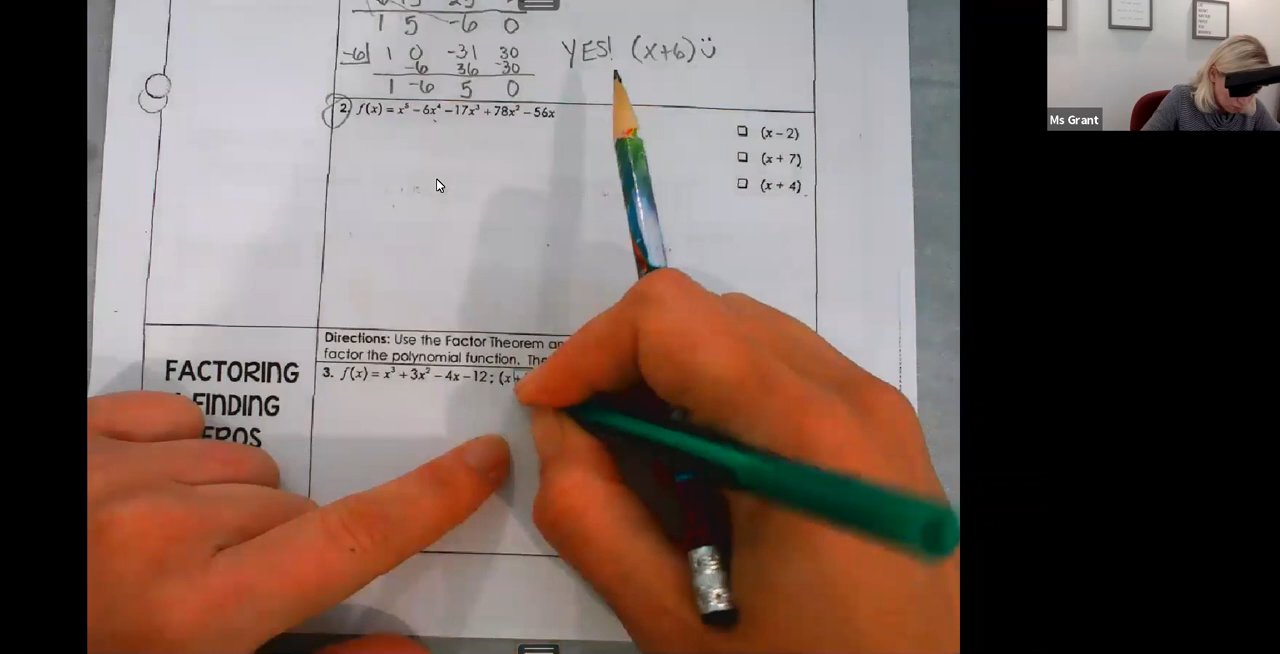 1 5 -6 0
-6| 1 0 -31 30
-6 36 -30
1 -6 5 0
YES! (x+6)
2) f(x) = x⁵ − 6x⁴ − 17x³ + 78x² − 56x
☐ (x − 2)
☐ (x + 7)
☐ (x + 4)
Directions: Use the Factor Theorem
factor the polynomial function.
FACTORING
FINDING
3. f(x) = x³ + 3x² − 4x − 12; (x +
Ms Grant